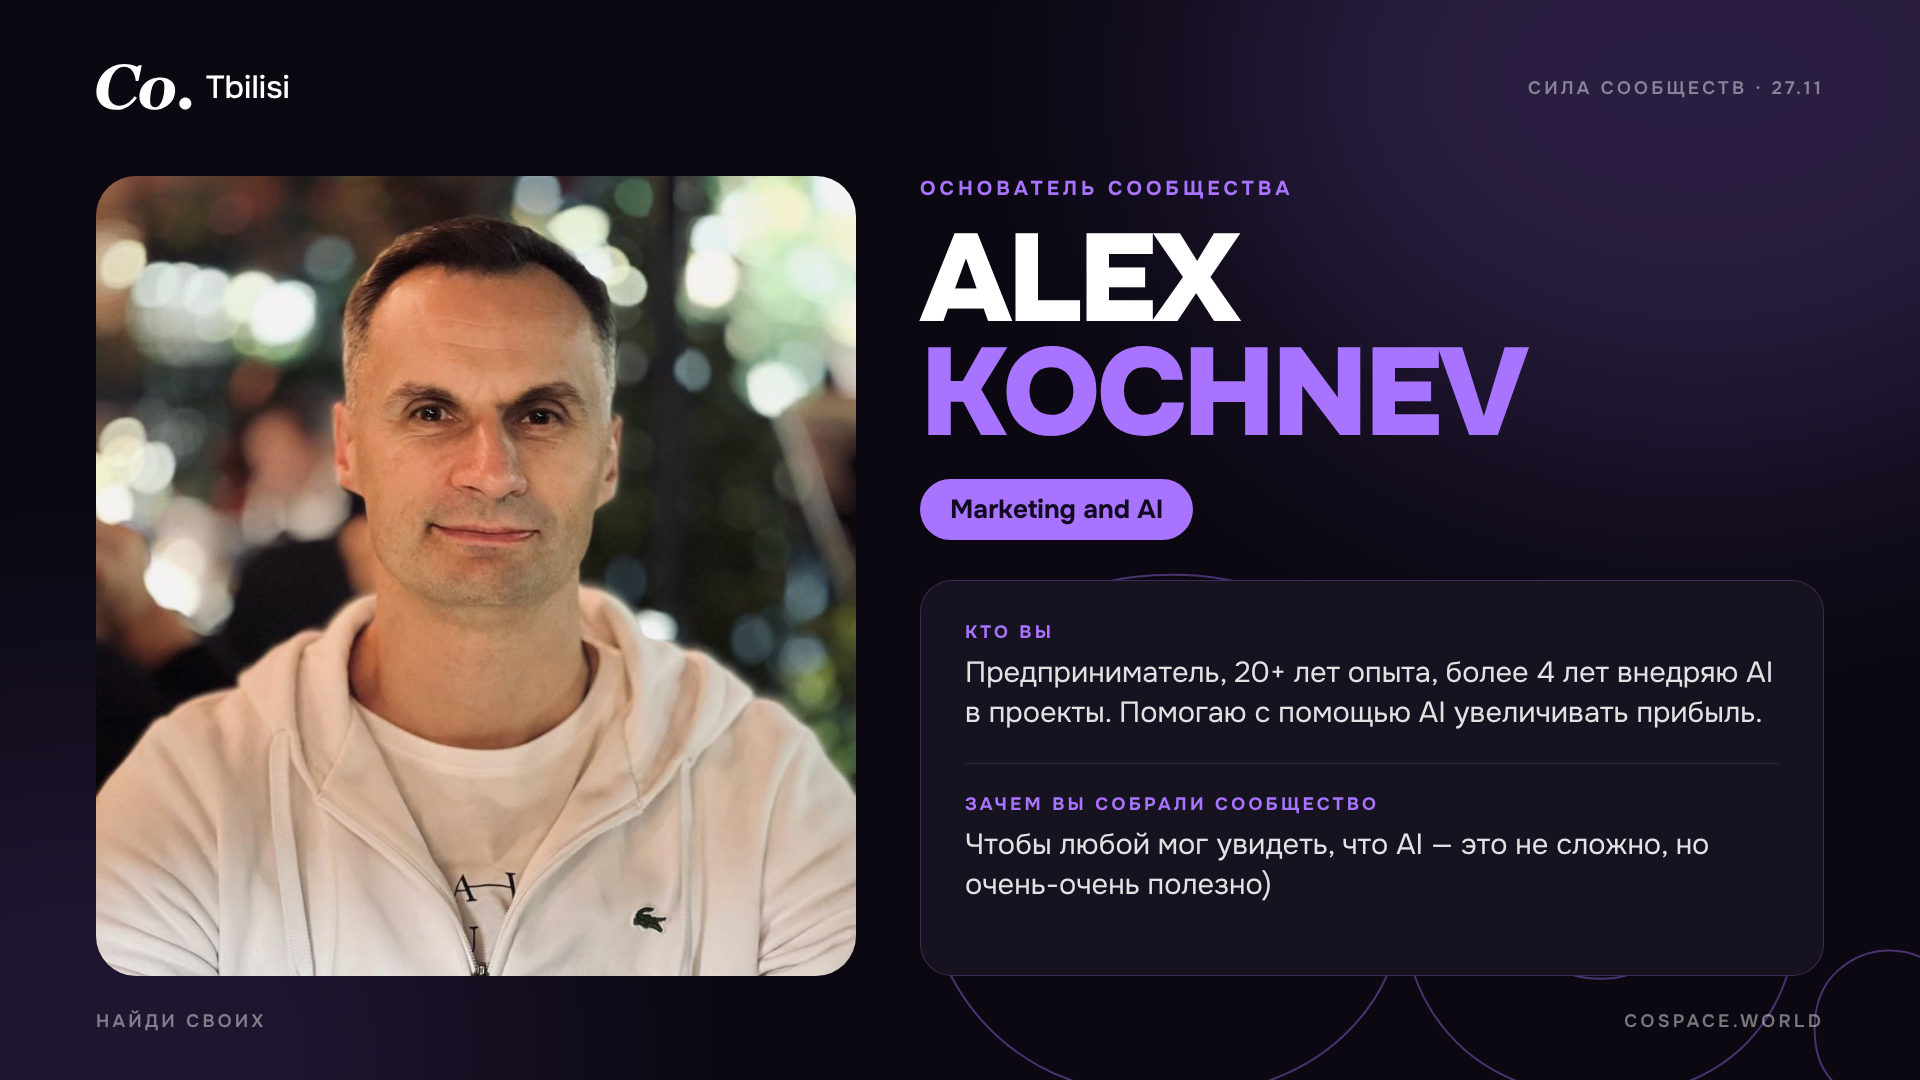 Co. Tbilisi
СИЛА СООБЩЕСТВ · 27.11
ОСНОВАТЕЛЬ СООБЩЕСТВА
ALEX
KOCHNEV
Marketing and AI
КТО ВЫ
Предприниматель, 20+ лет опыта, более 4 лет внедряю AI
в проекты. Помогаю с помощью AI увеличивать прибыль.
ЗАЧЕМ ВЫ СОБРАЛИ СООБЩЕСТВО
Чтобы любой мог увидеть, что AI — это не сложно, но
очень-очень полезно)
НАЙДИ СВОИХ
COSPACE.WORLD